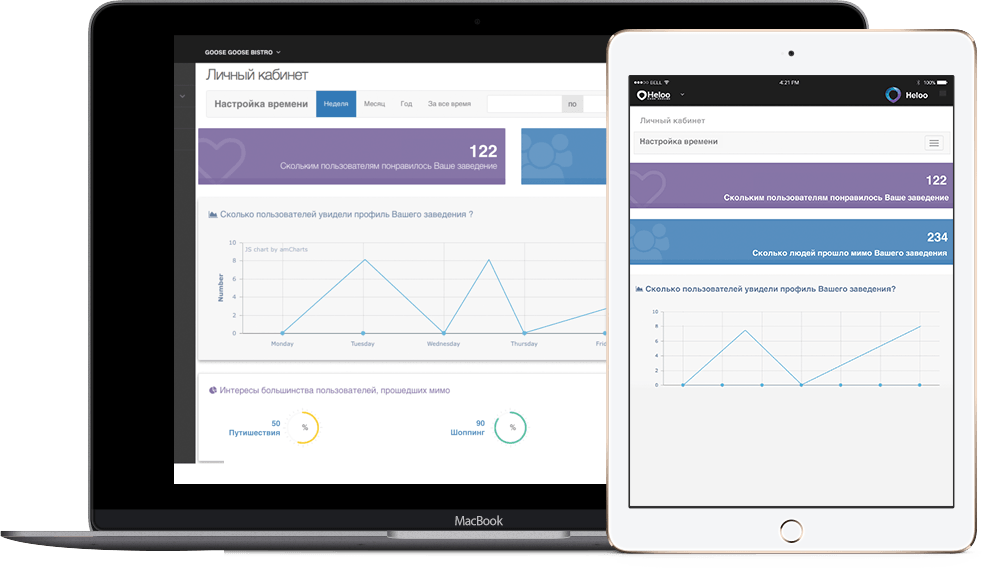 GOOSE GOOSE BISTRO
Личный кабинет
Настройка времени
Неделя
Месяц
Год
За все время
по
122
Скольким пользователям понравилось Ваше заведение
Сколько пользователей увидели профиль Вашего заведения ?
JS chart by amCharts
Number
10
8
6
4
2
0
Monday
Tuesday
Wednesday
Thursday
Fri
Интересы большинства пользователей, прошедших мимо
50
Путишествия
%
90
Шоппинг
%
MacBook
BELL
4:21 PM
100%
Heloo
Heloo
Личный кабинет
Настройка времени
122
Скольким пользователям понравилось Ваше заведение
234
Сколько людей прошло мимо Вашего заведения
Сколько пользователей увидели профиль Вашего заведения?
10
8
6
4
2
0